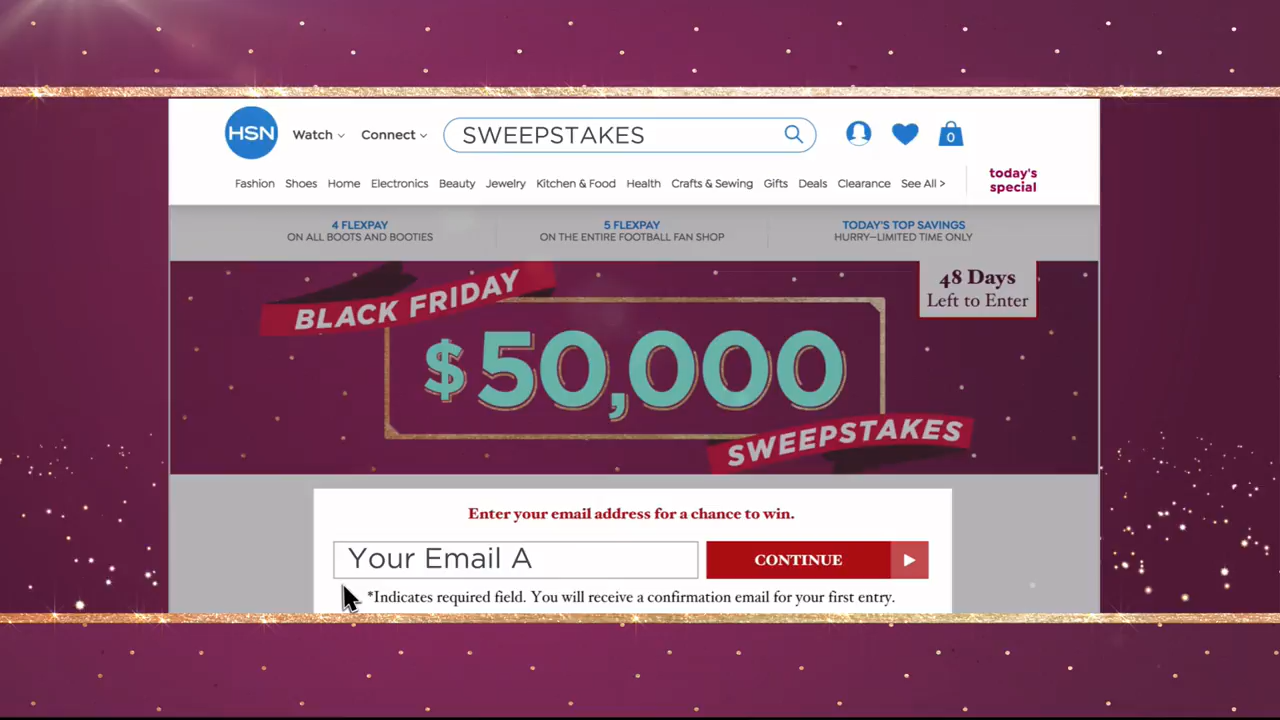 HSN
Watch
Connect
SWEEPSTAKES
0
Fashion Shoes Home Electronics Beauty Jewelry Kitchen & Food Health Crafts & Sewing Gifts Deals Clearance See All >
today's
special
4 FLEXPAY
ON ALL BOOTS AND BOOTIES
5 FLEXPAY
ON THE ENTIRE FOOTBALL FAN SHOP
TODAY'S TOP SAVINGS
HURRY—LIMITED TIME ONLY
48 Days
Left to Enter
BLACK FRIDAY
$50,000
SWEEPSTAKES
Enter your email address for a chance to win.
Your Email A
CONTINUE
*Indicates required field. You will receive a confirmation email for your first entry.